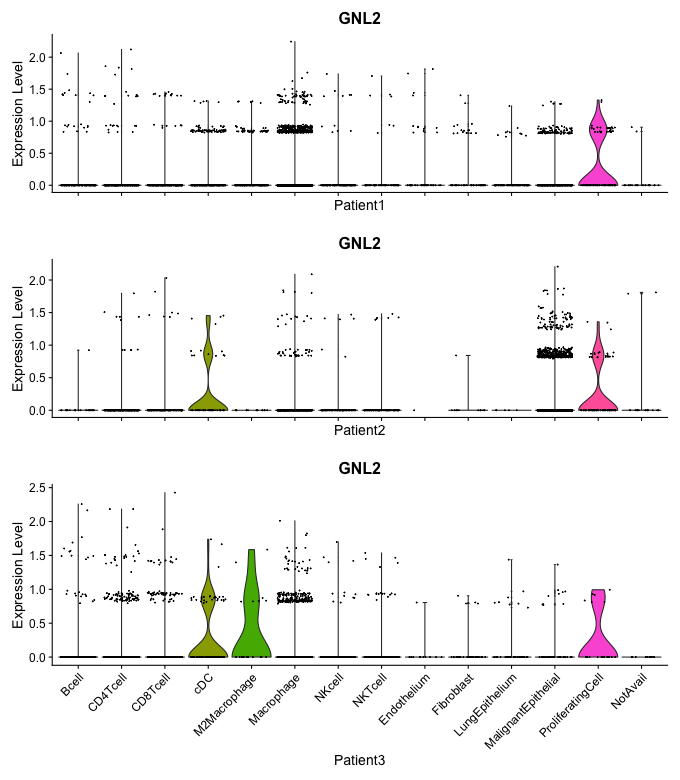 GNL2
Expression Level
2.0
1.5
1.0
0.5
0.0
Patient1
GNL2
Expression Level
2.0
1.5
1.0
0.5
0.0
Patient2
GNL2
Expression Level
2.5
2.0
1.5
1.0
0.5
0.0
Bcell
CD4Tcell
CD8Tcell
cDC
M2Macrophage
Macrophage
NKcell
NKTcell
Endothelium
Fibroblast
LungEpithelium
MalignantEpithelial
ProliferatingCell
NotAvail
Patient3